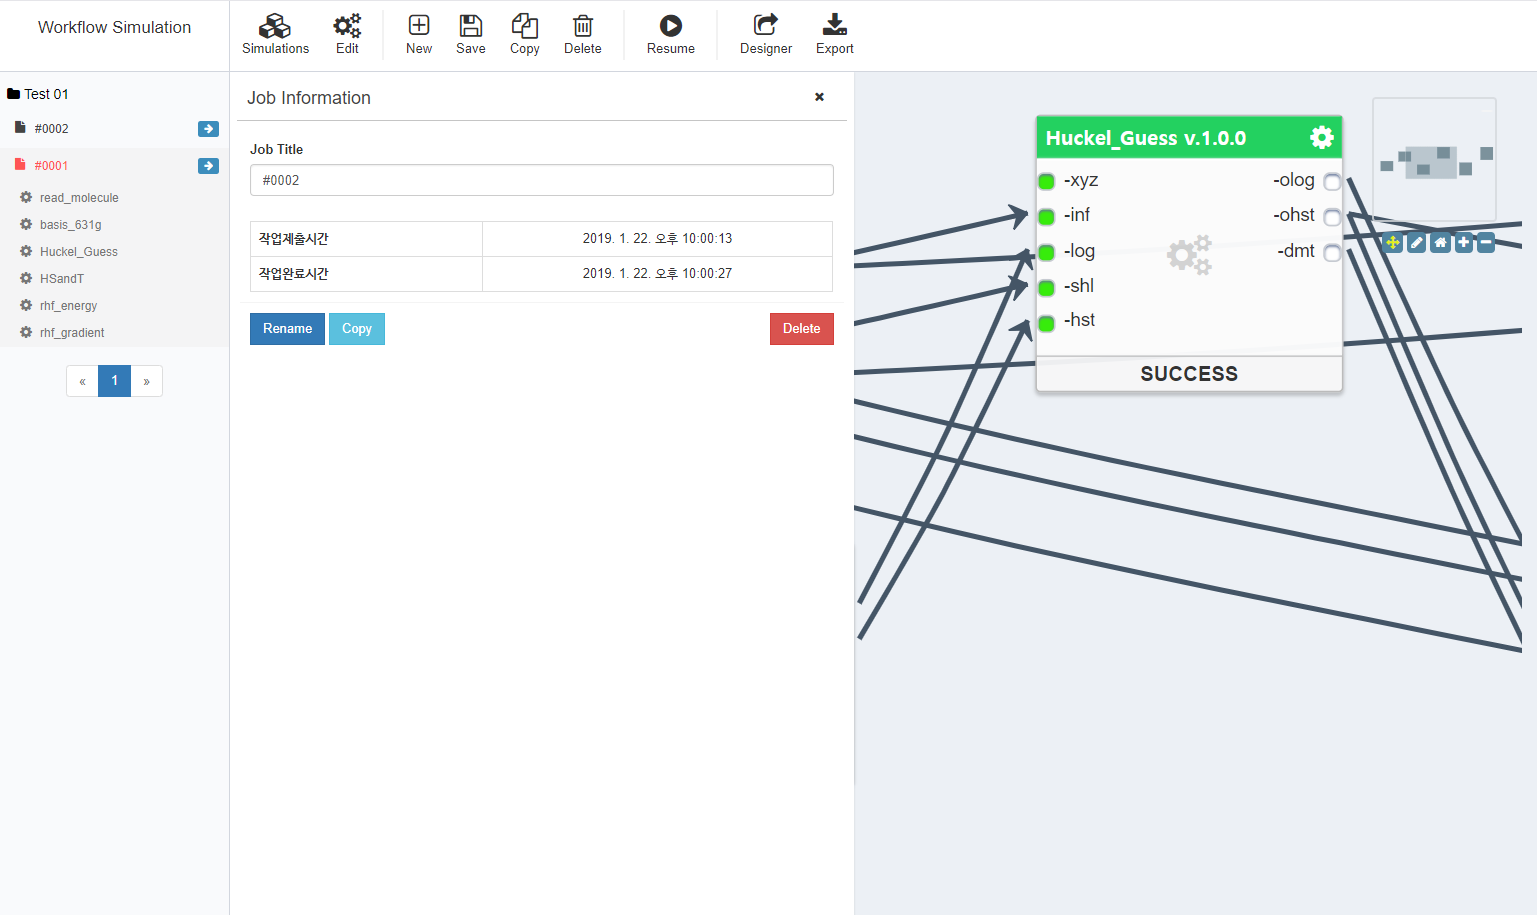 Workflow Simulation
Simulations
Edit
New
Save
Copy
Delete
Resume
Designer
Export
Test 01
#0002
#0001
read_molecule
basis_631g
Huckel_Guess
HSandT
rhf_energy
rhf_gradient
« 1 »
Job Information
Job Title
#0002
작업제출시간 2019. 1. 22. 오후 10:00:13
작업완료시간 2019. 1. 22. 오후 10:00:27
Rename Copy Delete
Huckel_Guess v.1.0.0
-xyz -olog
-inf -ohst
-log -dmt
-shl
-hst
SUCCESS